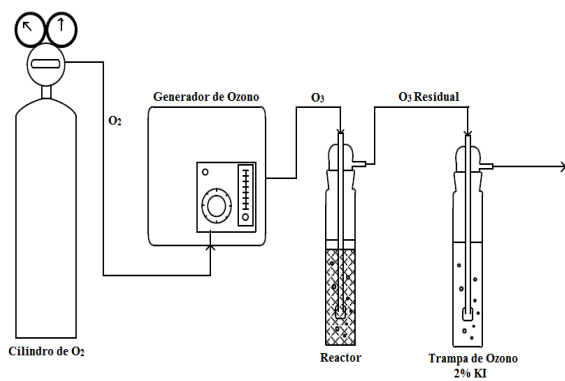 Generador de Ozono
O₃
O₃ Residual
O₂
Cilindro de O₂
Reactor
Trampa de Ozono
2% KI